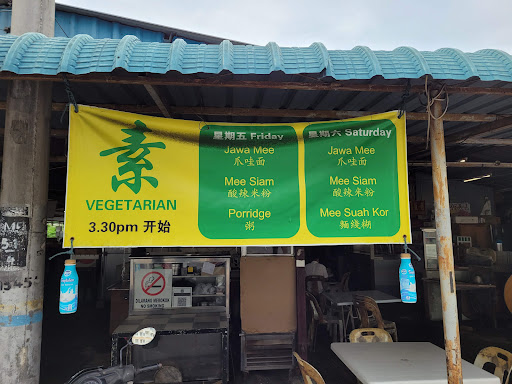 素
VEGETARIAN
3.30pm 开始
星期五 Friday
Jawa Mee
爪哇面
Mee Siam
酸辣米粉
Porridge
粥
星期六 Saturday
Jawa Mee
爪哇面
Mee Siam
酸辣米粉
Mee Suah Kor
麵綫糊
DILARANG MEROKOK
NO SMOKING